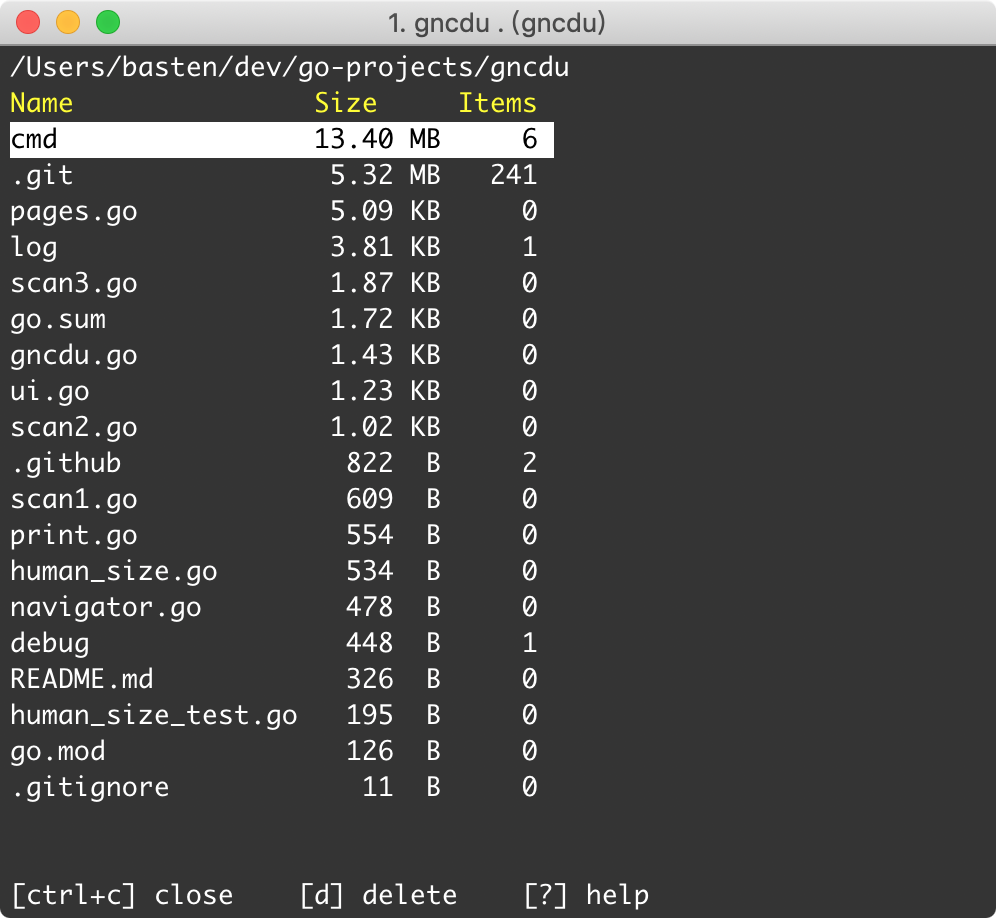 1. gncdu . (gncdu)
/Users/basten/dev/go-projects/gncdu
Name Size Items
cmd 13.40 MB 6
.git 5.32 MB 241
pages.go 5.09 KB 0
log 3.81 KB 1
scan3.go 1.87 KB 0
go.sum 1.72 KB 0
gncdu.go 1.43 KB 0
ui.go 1.23 KB 0
scan2.go 1.02 KB 0
.github 822 B 2
scan1.go 609 B 0
print.go 554 B 0
human_size.go 534 B 0
navigator.go 478 B 0
debug 448 B 1
README.md 326 B 0
human_size_test.go 195 B 0
go.mod 126 B 0
.gitignore 11 B 0
[ctrl+c] close [d] delete [?] help